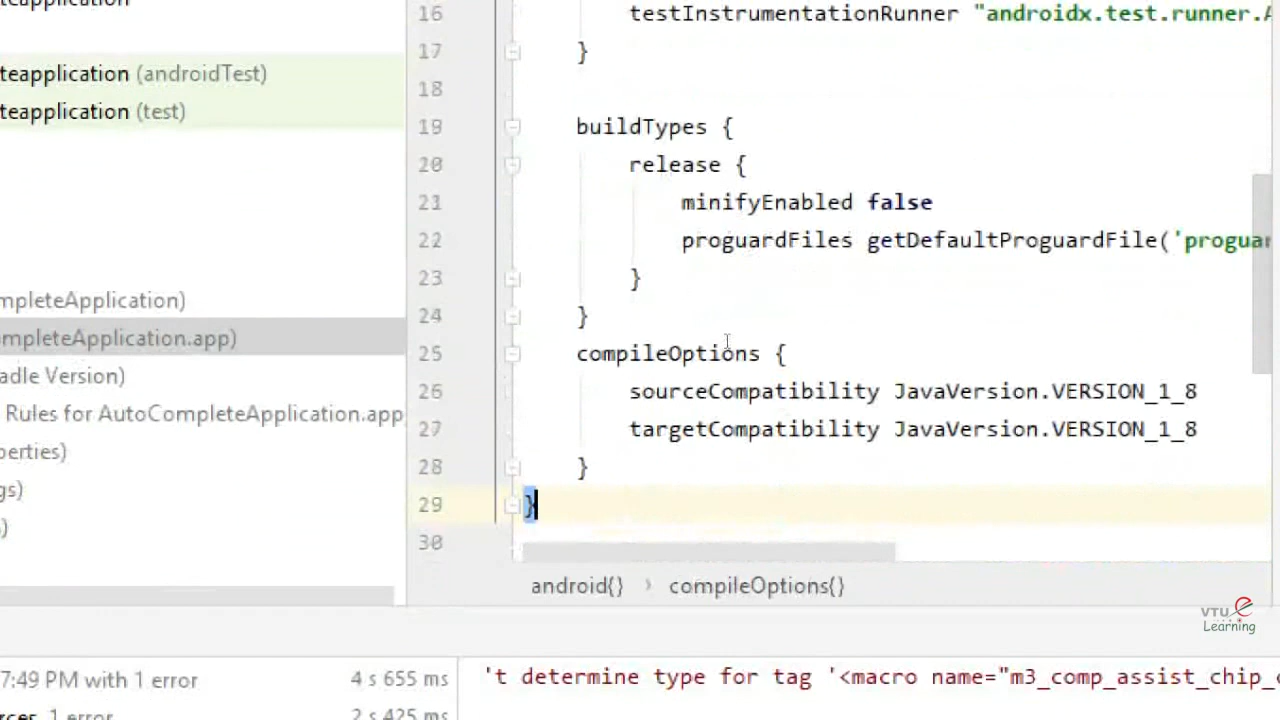 teapplication (androidTest)
teapplication (test)
mpleteApplication)
mpleteApplication.app)
adle Version)
Rules for AutoCompleteApplication.app
perties)
gs)
s)
16 testInstrumentationRunner "androidx.test.runner.A
17 }
18
19 buildTypes {
20 release {
21 minifyEnabled false
22 proguardFiles getDefaultProguardFile('proguar
23 }
24 }
25 compileOptions {
26 sourceCompatibility JavaVersion.VERSION_1_8
27 targetCompatibility JavaVersion.VERSION_1_8
28 }
29 }
30
android{} › compileOptions{}
VTU e
Learning
7:49 PM with 1 error 4 s 655 ms
rces 1 error 2 s 425 ms
't determine type for tag '<macro name="m3_comp_assist_chip_